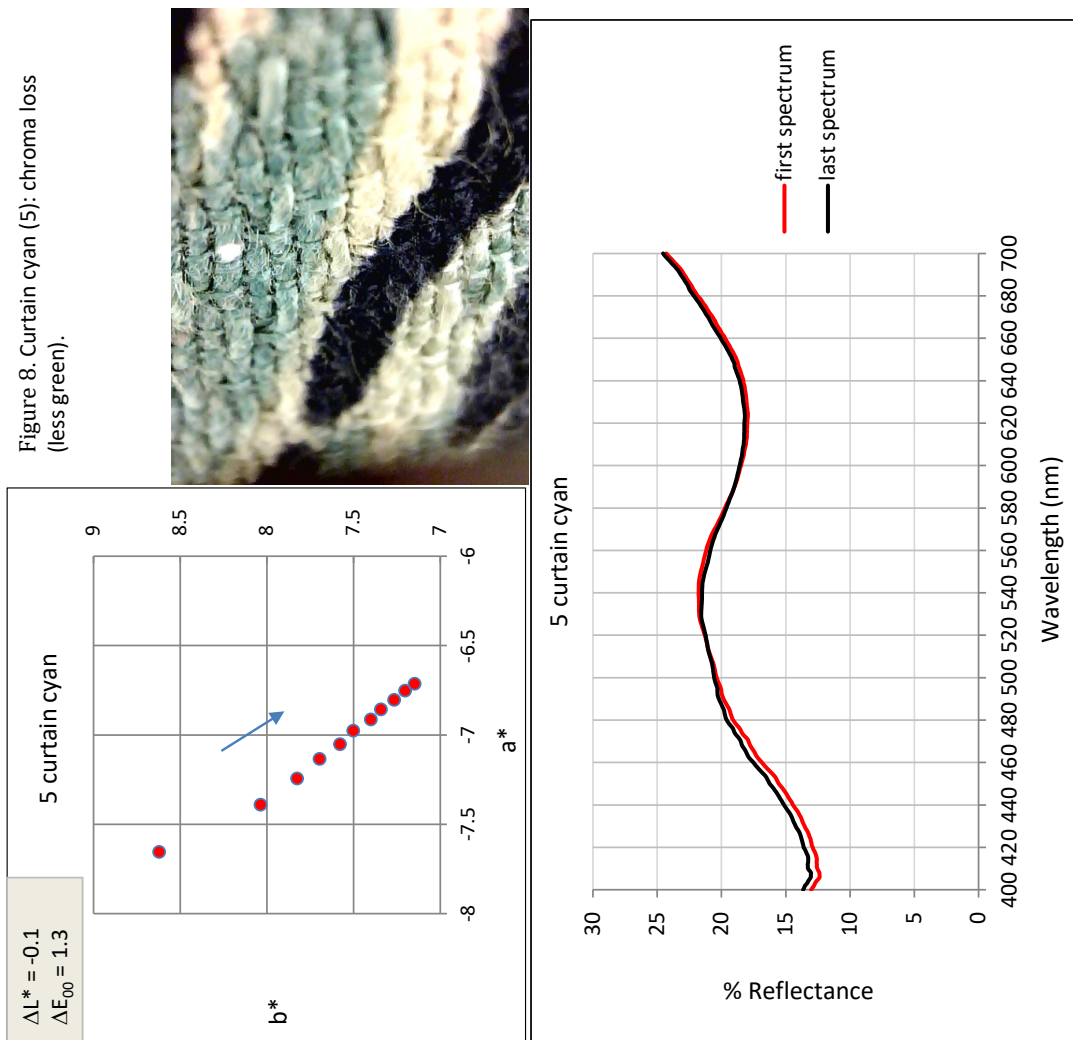 Figure 8. Curtain cyan (5): chroma loss
(less green).
ΔL* = -0.1
ΔE₀₀ = 1.3
5 curtain cyan
9
8.5
8
7.5
7
-8
-7.5
-7
-6.5
-6
a*
b*
5 curtain cyan
30
25
20
15
10
5
0
400 420 440 460 480 500 520 540 560 580 600 620 640 660 680 700
Wavelength (nm)
% Reflectance
first spectrum
last spectrum